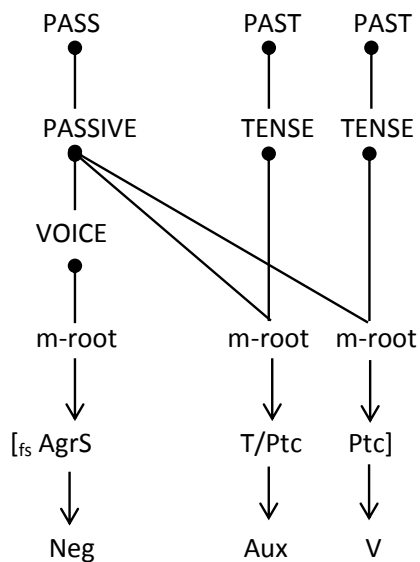 PASS PAST PAST
PASSIVE TENSE TENSE
VOICE
m-root m-root m-root
[fs AgrS T/Ptc Ptc]
Neg Aux V